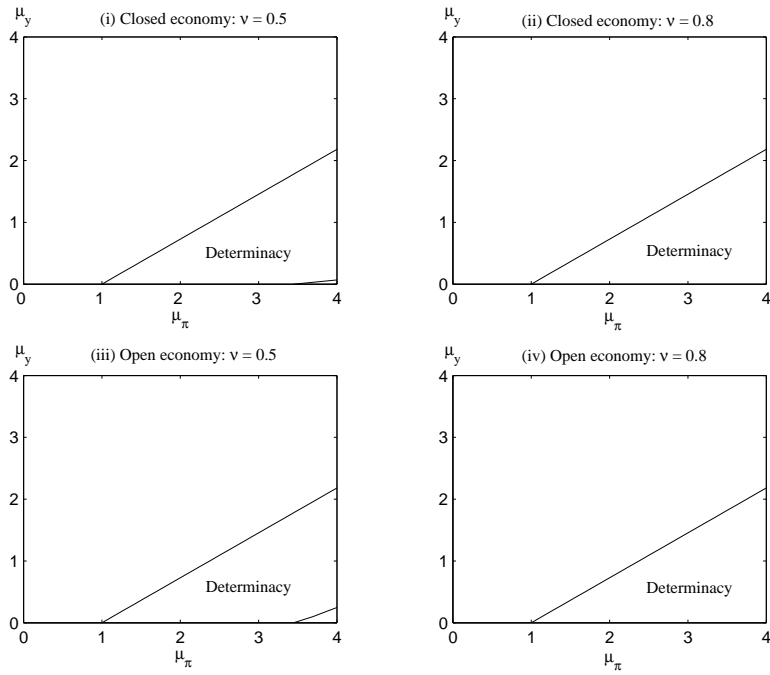 μ_y
(i) Closed economy: ν = 0.5
4
3
2
1
0
Determinacy
0 1 2 3 4
μ_π
μ_y
(ii) Closed economy: ν = 0.8
4
3
2
1
0
Determinacy
0 1 2 3 4
μ_π
μ_y
(iii) Open economy: ν = 0.5
4
3
2
1
0
Determinacy
0 1 2 3 4
μ_π
μ_y
(iv) Open economy: ν = 0.8
4
3
2
1
0
Determinacy
0 1 2 3 4
μ_π